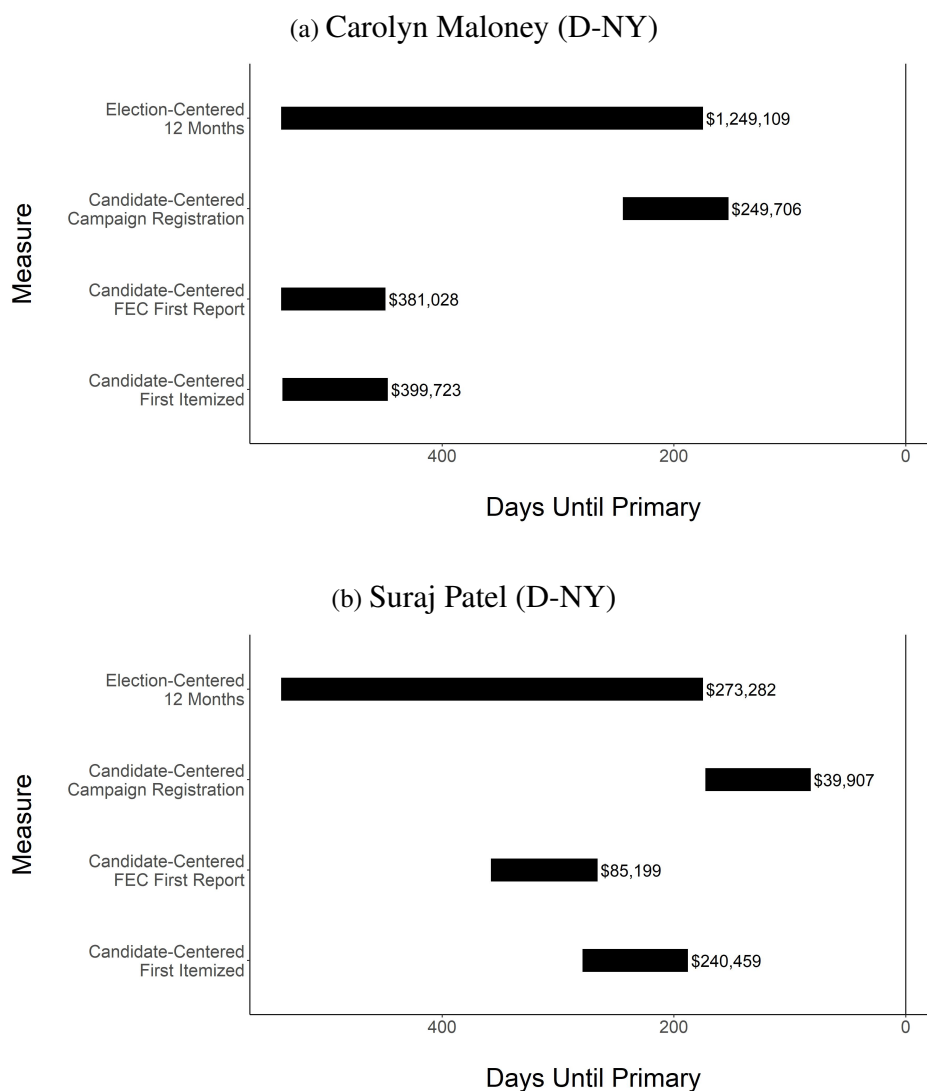 (a) Carolyn Maloney (D-NY)
Election-Centered
12 Months
$1,249,109
Candidate-Centered
Campaign Registration
$249,706
Measure
Candidate-Centered
FEC First Report
$381,028
Candidate-Centered
First Itemized
$399,723
400
200
0
Days Until Primary
(b) Suraj Patel (D-NY)
Election-Centered
12 Months
$273,282
Candidate-Centered
Campaign Registration
$39,907
Measure
Candidate-Centered
FEC First Report
$85,199
Candidate-Centered
First Itemized
$240,459
400
200
0
Days Until Primary